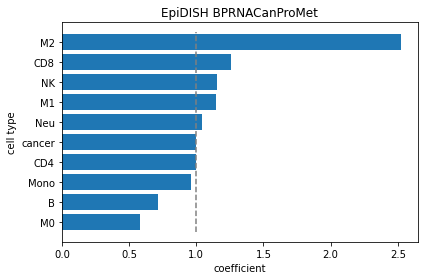 EpiDISH BPRNACanProMet
M2
CD8
NK
M1
Neu
cancer
CD4
Mono
B
M0
cell type
0.0 0.5 1.0 1.5 2.0 2.5
coefficient